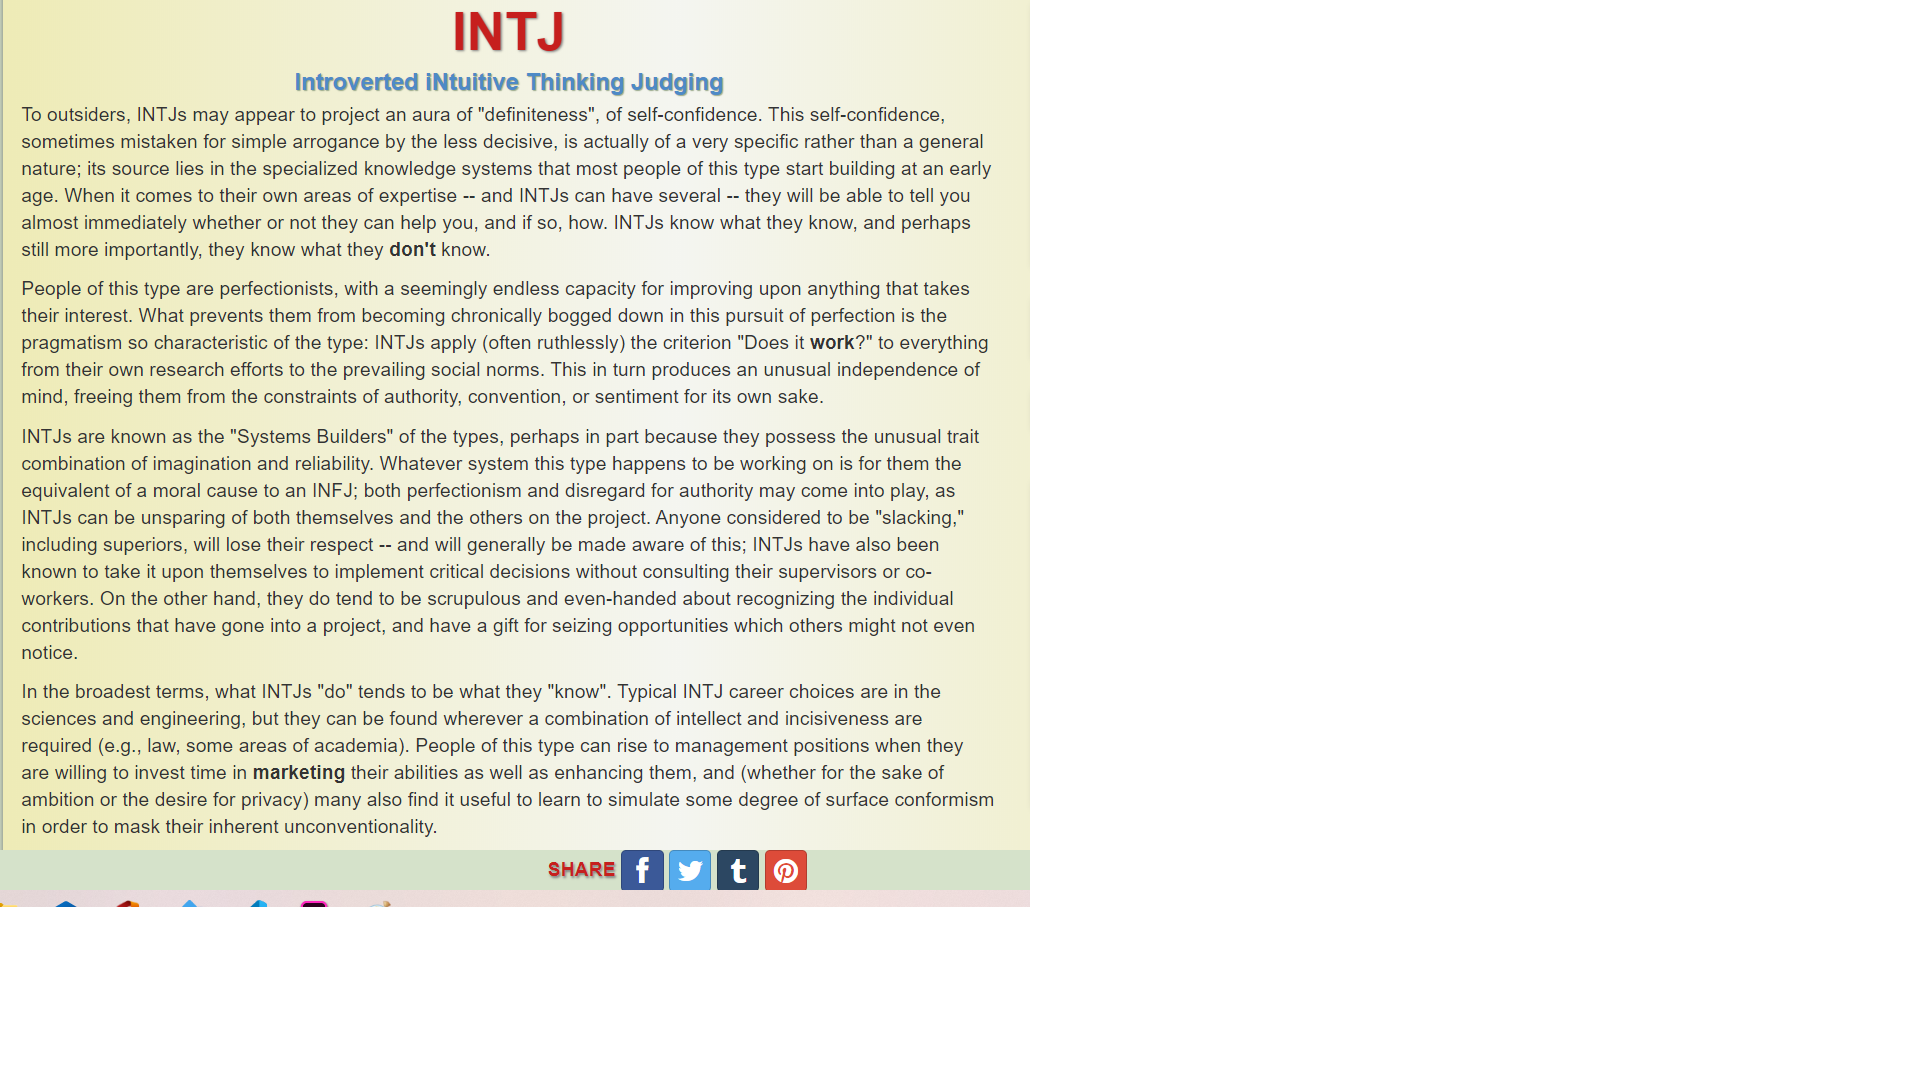 INTJ
Introverted iNtuitive Thinking Judging
To outsiders, INTJs may appear to project an aura of "definiteness", of self-confidence. This self-confidence,
sometimes mistaken for simple arrogance by the less decisive, is actually of a very specific rather than a general
nature; its source lies in the specialized knowledge systems that most people of this type start building at an early
age. When it comes to their own areas of expertise -- and INTJs can have several -- they will be able to tell you
almost immediately whether or not they can help you, and if so, how. INTJs know what they know, and perhaps
still more importantly, they know what they don't know.
People of this type are perfectionists, with a seemingly endless capacity for improving upon anything that takes
their interest. What prevents them from becoming chronically bogged down in this pursuit of perfection is the
pragmatism so characteristic of the type: INTJs apply (often ruthlessly) the criterion "Does it work?" to everything
from their own research efforts to the prevailing social norms. This in turn produces an unusual independence of
mind, freeing them from the constraints of authority, convention, or sentiment for its own sake.
INTJs are known as the "Systems Builders" of the types, perhaps in part because they possess the unusual trait
combination of imagination and reliability. Whatever system this type happens to be working on is for them the
equivalent of a moral cause to an INFJ; both perfectionism and disregard for authority may come into play, as
INTJs can be unsparing of both themselves and the others on the project. Anyone considered to be "slacking,"
including superiors, will lose their respect -- and will generally be made aware of this; INTJs have also been
known to take it upon themselves to implement critical decisions without consulting their supervisors or co-
workers. On the other hand, they do tend to be scrupulous and even-handed about recognizing the individual
contributions that have gone into a project, and have a gift for seizing opportunities which others might not even
notice.
In the broadest terms, what INTJs "do" tends to be what they "know". Typical INTJ career choices are in the
sciences and engineering, but they can be found wherever a combination of intellect and incisiveness are
required (e.g., law, some areas of academia). People of this type can rise to management positions when they
are willing to invest time in marketing their abilities as well as enhancing them, and (whether for the sake of
ambition or the desire for privacy) many also find it useful to learn to simulate some degree of surface conformism
in order to mask their inherent unconventionality.
SHARE